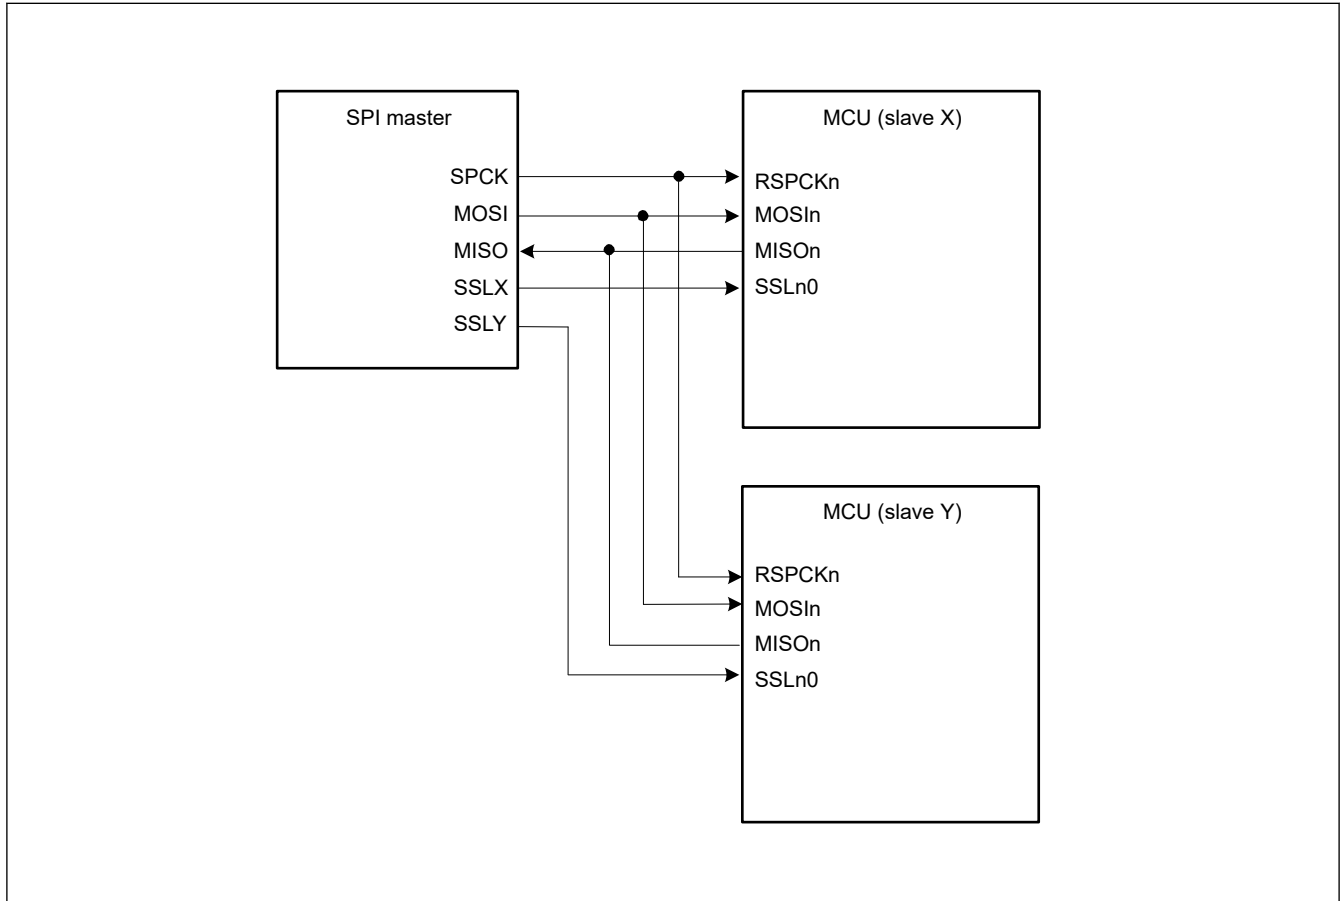 SPI master
SPCK
MOSI
MISO
SSLX
SSLY
MCU (slave X)
RSPCKn
MOSIn
MISOn
SSLn0
MCU (slave Y)
RSPCKn
MOSIn
MISOn
SSLn0